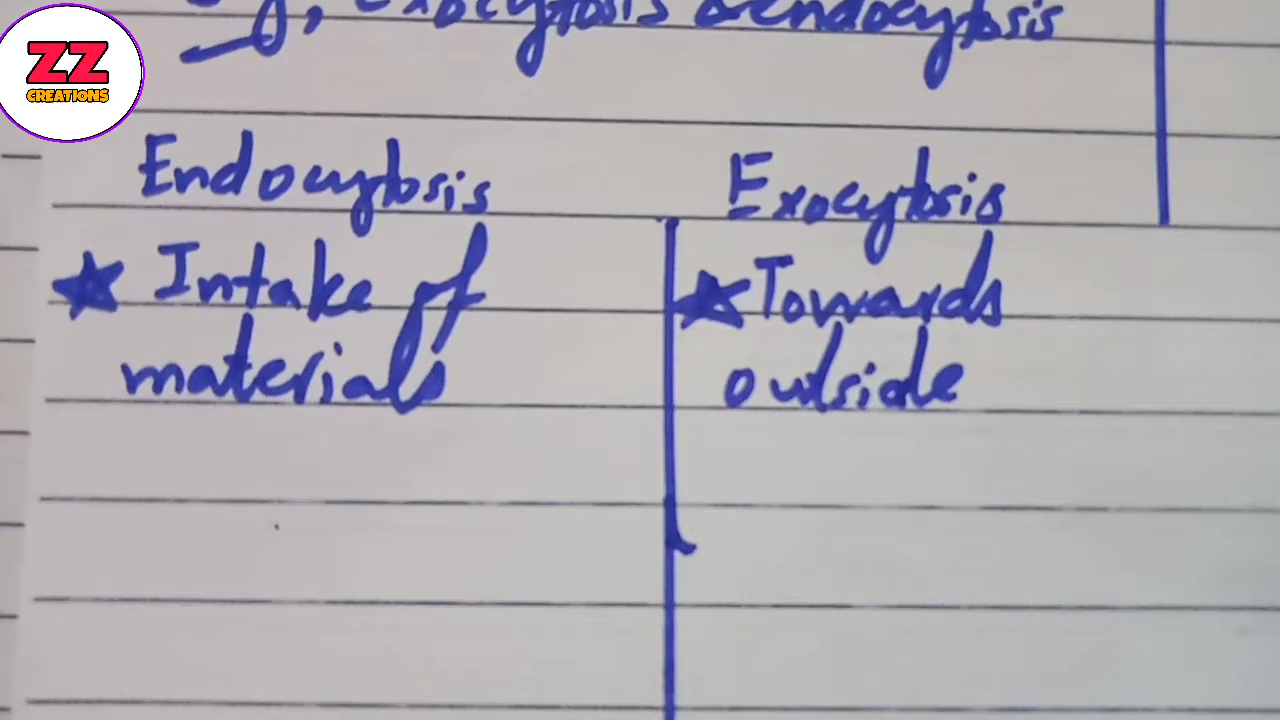 ZZ
CREATIONS
Exocytosis & endocytosis
Endocytosis
Exocytosis
★ Intake of
materials
★ Towards
outside